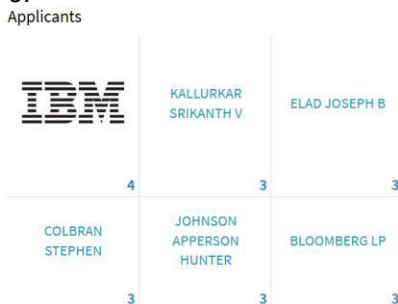 Applicants
IBM
4
KALLURKAR
SRIKANTH V
3
ELAD JOSEPH B
3
COLBRAN
STEPHEN
3
JOHNSON
APPERSON
HUNTER
3
BLOOMBERG LP
3